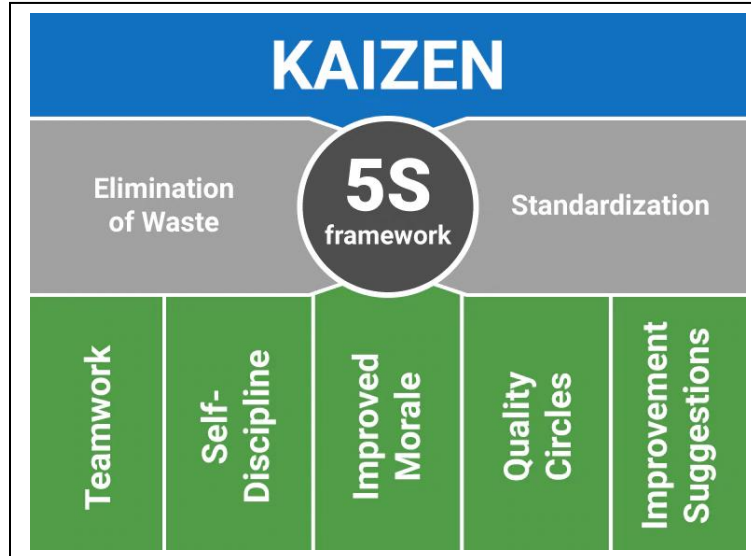 KAIZEN
Elimination
of Waste
5S
framework
Standardization
Teamwork
Self-
Discipline
Improved
Morale
Quality
Circles
Improvement
Suggestions